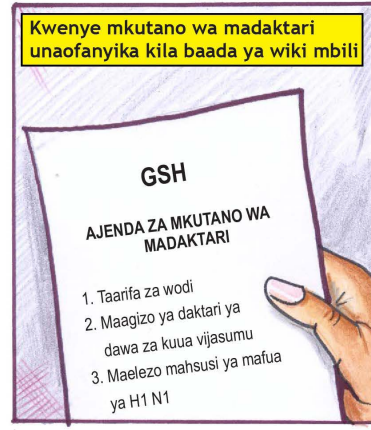 Kwenye mkutano wa madaktari
unaofanyika kila baada ya wiki mbili
GSH
AJENDA ZA MKUTANO WA
MADAKTARI
1. Taarifa za wodi
2. Maagizo ya daktari ya
dawa za kuua vijasumu
3. Maelezo mahsusi ya mafua
ya H1 N1